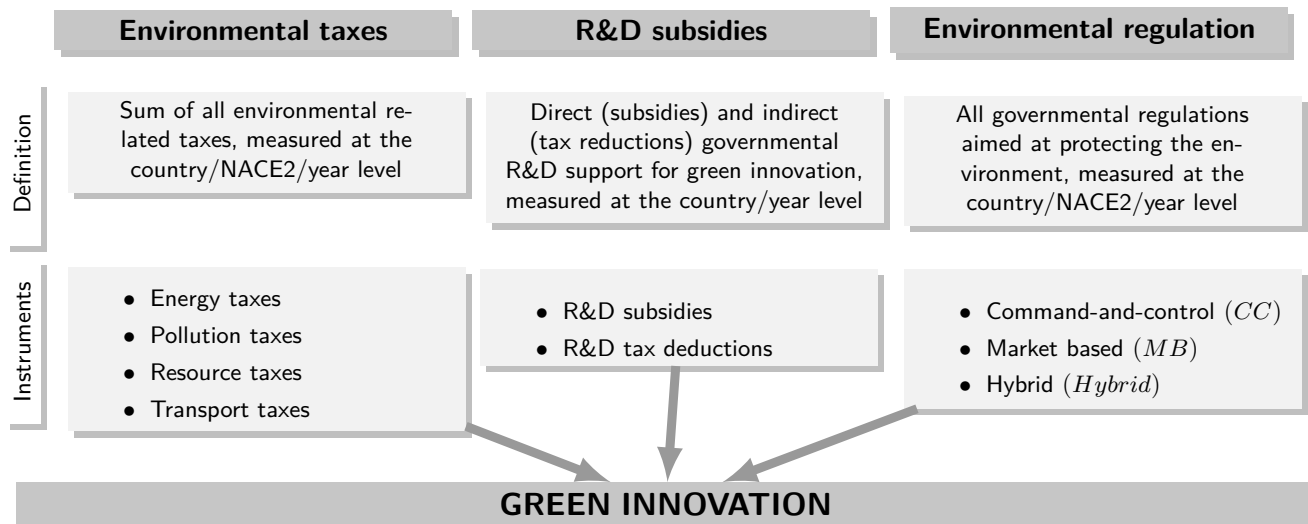 Environmental taxes
R&D subsidies
Environmental regulation
Definition
Sum of all environmental re-
lated taxes, measured at the
country/NACE2/year level
Direct (subsidies) and indirect
(tax reductions) governmental
R&D support for green innovation,
measured at the country/year level
All governmental regulations
aimed at protecting the en-
vironment, measured at the
country/NACE2/year level
Instruments
• Energy taxes
• Pollution taxes
• Resource taxes
• Transport taxes
• R&D subsidies
• R&D tax deductions
• Command-and-control (CC)
• Market based (MB)
• Hybrid (Hybrid)
GREEN INNOVATION